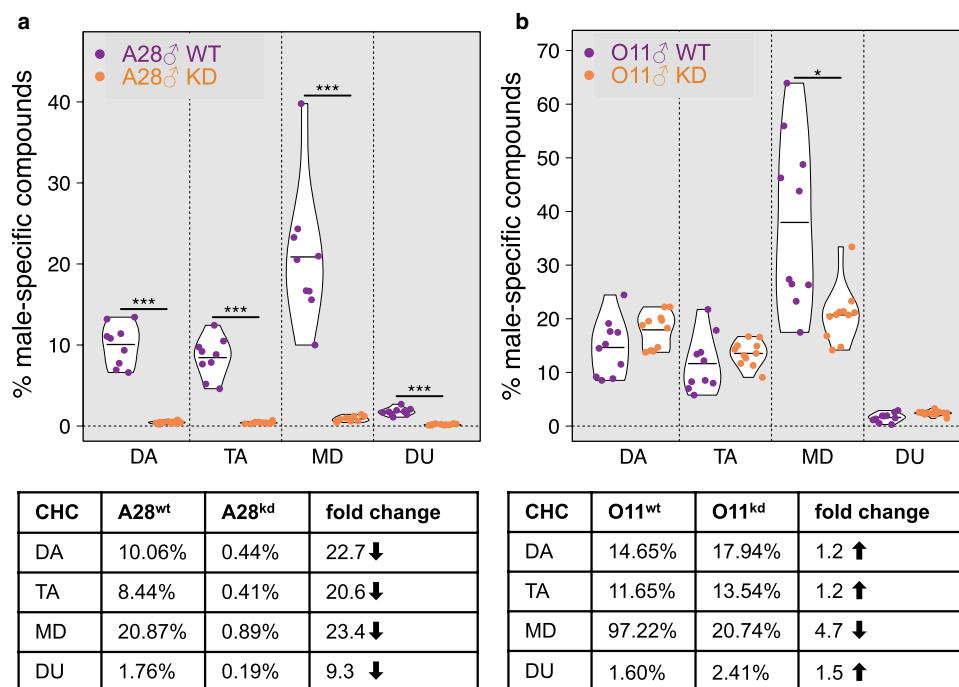 a
% male-specific compounds
40
30
20
10
0
A28♂ WT
A28♂ KD
***
***
***
***
DA TA MD DU
CHC A28wt A28kd fold change
DA 10.06% 0.44% 22.7 ⬇
TA 8.44% 0.41% 20.6 ⬇
MD 20.87% 0.89% 23.4 ⬇
DU 1.76% 0.19% 9.3 ⬇
b
% male-specific compounds
70
60
50
40
30
20
10
0
O11♂ WT
O11♂ KD
*
DA TA MD DU
CHC O11wt O11kd fold change
DA 14.65% 17.94% 1.2 ⬆
TA 11.65% 13.54% 1.2 ⬆
MD 97.22% 20.74% 4.7 ⬇
DU 1.60% 2.41% 1.5 ⬆